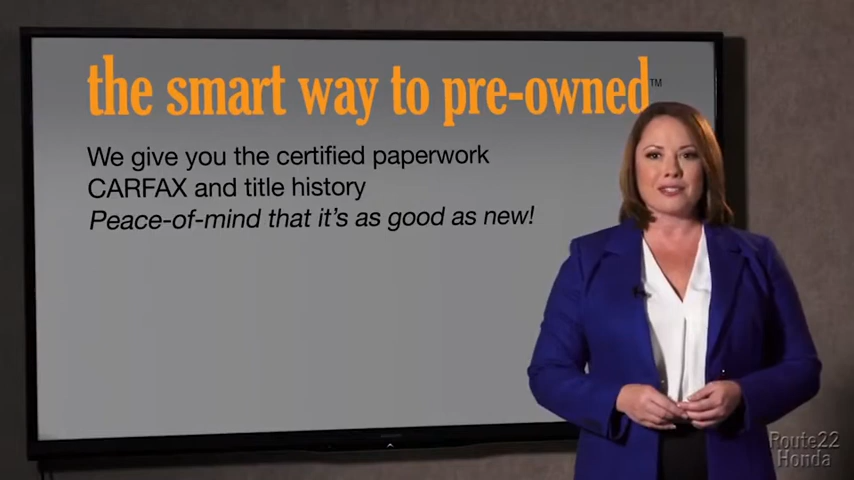 the smart way to pre-owned™
We give you the certified paperwork
CARFAX and title history
Peace-of-mind that it's as good as new!
Route22
Honda